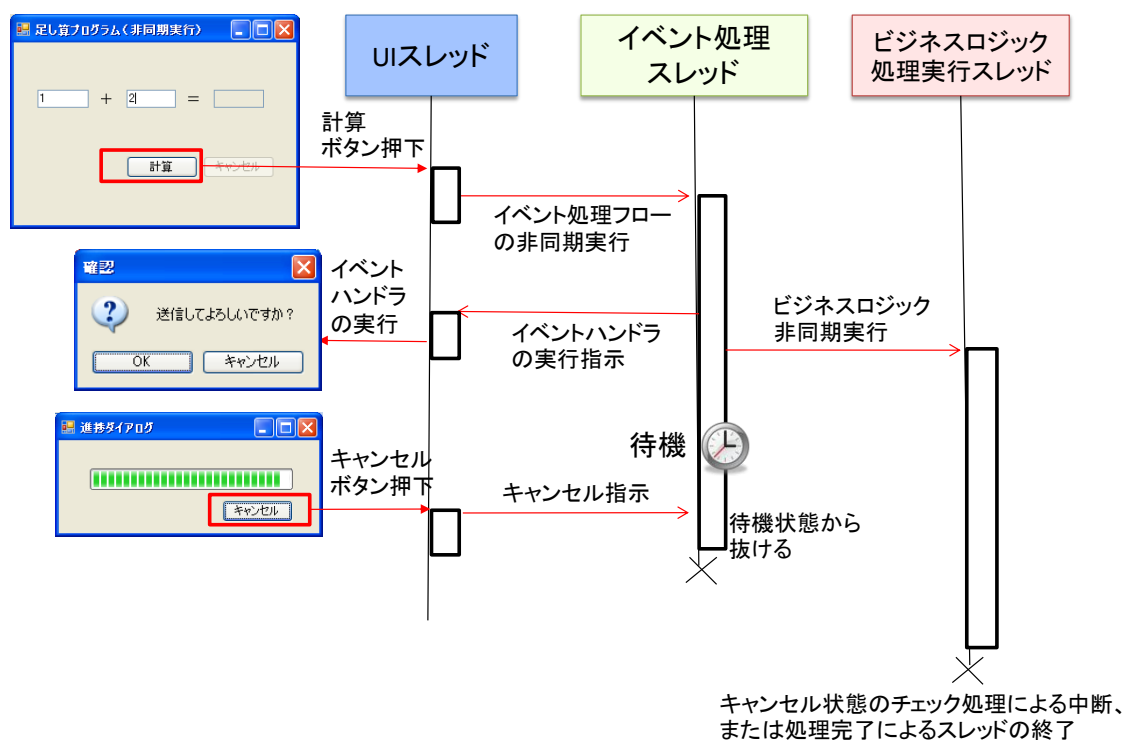 足し算プログラム(非同期実行)
1 + 2 =
計算 キャンセル
UIスレッド
イベント処理
スレッド
ビジネスロジック
処理実行スレッド
計算
ボタン押下
イベント処理フロー
の非同期実行
確認
送信してよろしいですか?
OK キャンセル
イベント
ハンドラ
の実行
イベントハンドラ
の実行指示
ビジネスロジック
非同期実行
進捗ダイアログ
キャンセル
キャンセル
ボタン押下
キャンセル指示
待機
待機状態から
抜ける
キャンセル状態のチェック処理による中断、
または処理完了によるスレッドの終了